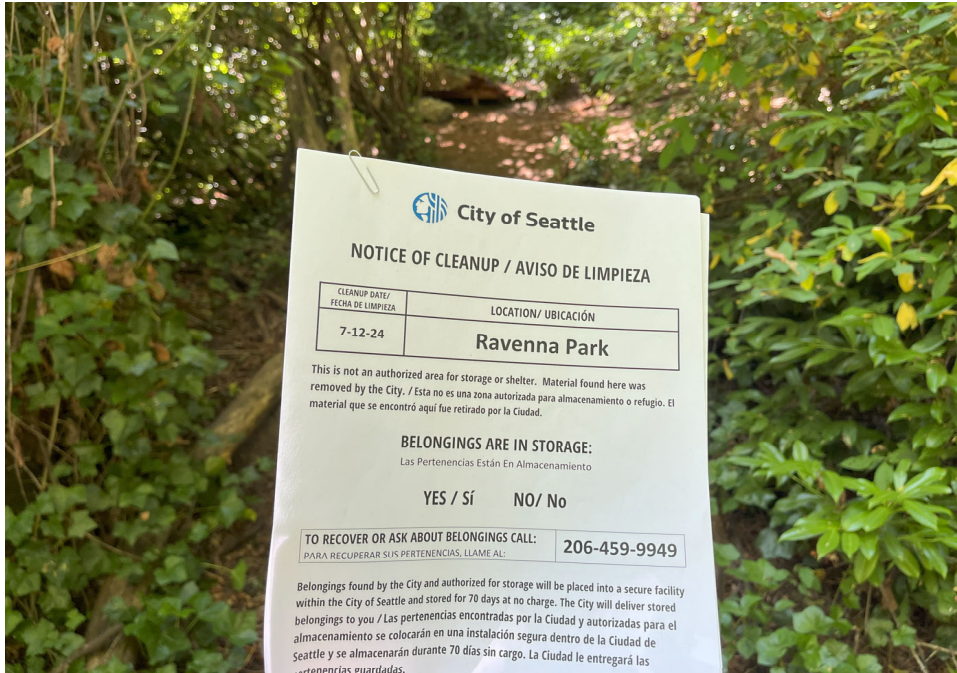 City of Seattle
NOTICE OF CLEANUP / AVISO DE LIMPIEZA
CLEANUP DATE/
FECHA DE LIMPIEZA
LOCATION/ UBICACIÓN
7-12-24
Ravenna Park
This is not an authorized area for storage or shelter. Material found here was
removed by the City. / Esta no es una zona autorizada para almacenamiento o refugio. El
material que se encontró aquí fue retirado por la Ciudad.
BELONGINGS ARE IN STORAGE:
Las Pertenencias Están En Almacenamiento
YES / Sí NO/ No
TO RECOVER OR ASK ABOUT BELONGINGS CALL:
PARA RECUPERAR SUS PERTENENCIAS, LLAME AL:
206-459-9949
Belongings found by the City and authorized for storage will be placed into a secure facility
within the City of Seattle and stored for 70 days at no charge. The City will deliver stored
belongings to you / Las pertenencias encontradas por la Ciudad y autorizadas para el
almacenamiento se colocarán en una instalación segura dentro de la Ciudad de
Seattle y se almacenarán durante 70 días sin cargo. La Ciudad le entregará las
pertenencias guardadas.